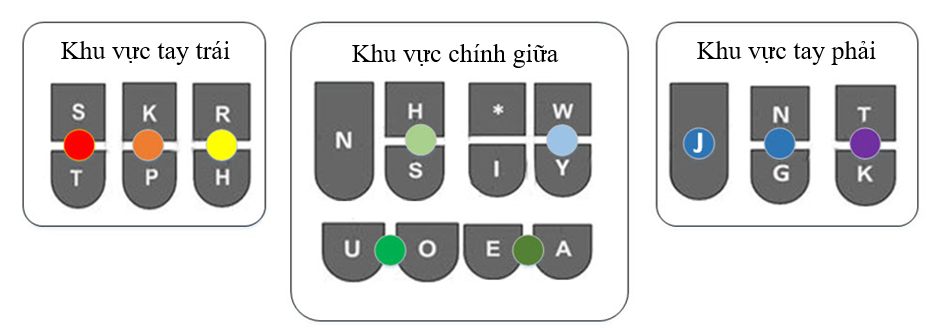 Khu vực tay trái
S K R
T P H
Khu vực chính giữa
N H * W
S I Y
U O E A
Khu vực tay phải
J N T
G K